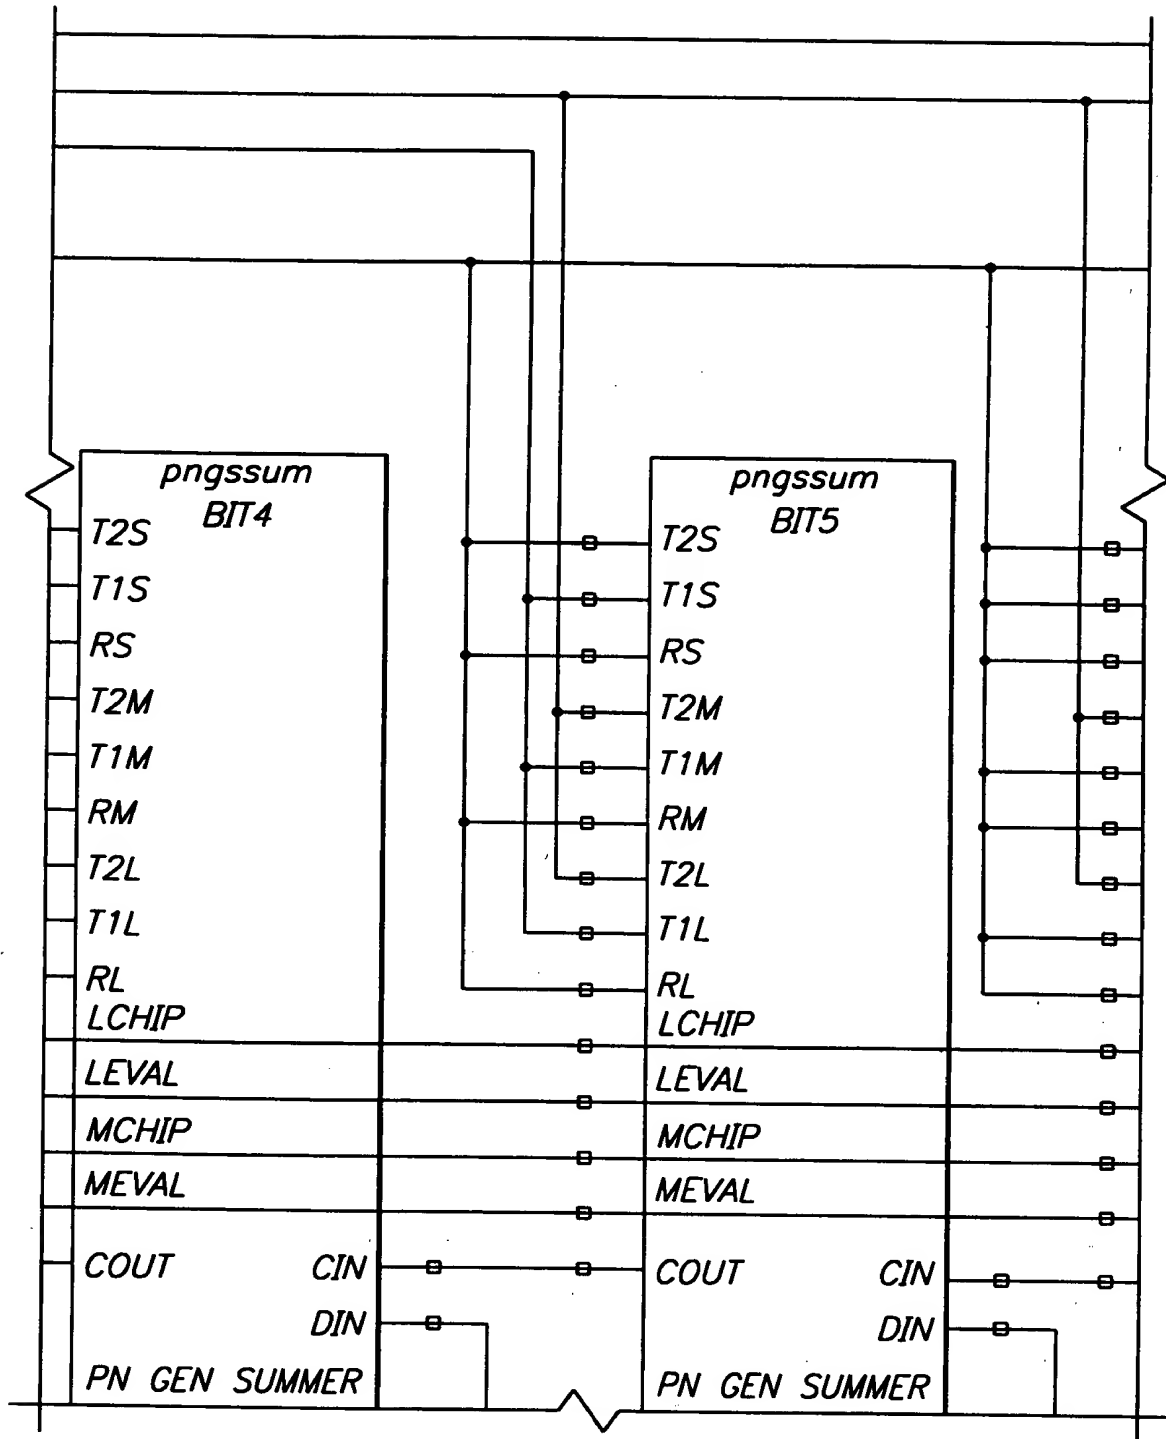 pngssum
BIT4
T2S
T1S
RS
T2M
T1M
RM
T2L
T1L
RL
LCHIP
LEVAL
MCHIP
MEVAL
COUT CIN
DIN
PN GEN SUMMER
pngssum
BIT5
T2S
T1S
RS
T2M
T1M
RM
T2L
T1L
RL
LCHIP
LEVAL
MCHIP
MEVAL
COUT CIN
DIN
PN GEN SUMMER